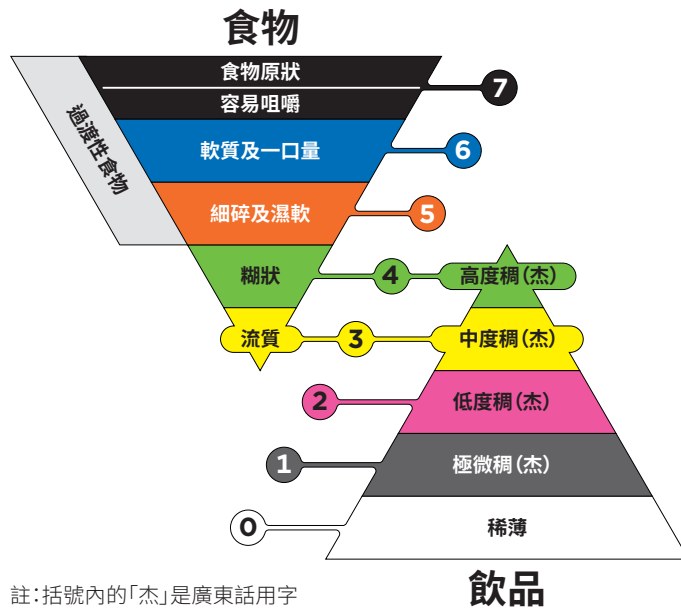 食物
食物原狀
容易咀嚼
7
過渡性食物
軟質及一口量
6
細碎及濕軟
5
糊狀
4
高度稠(杰)
流质
3
中度稠(杰)
2
低度稠(杰)
1
極微稠(杰)
0
稀薄
註:括號內的「杰」是廣東話用字
飲品